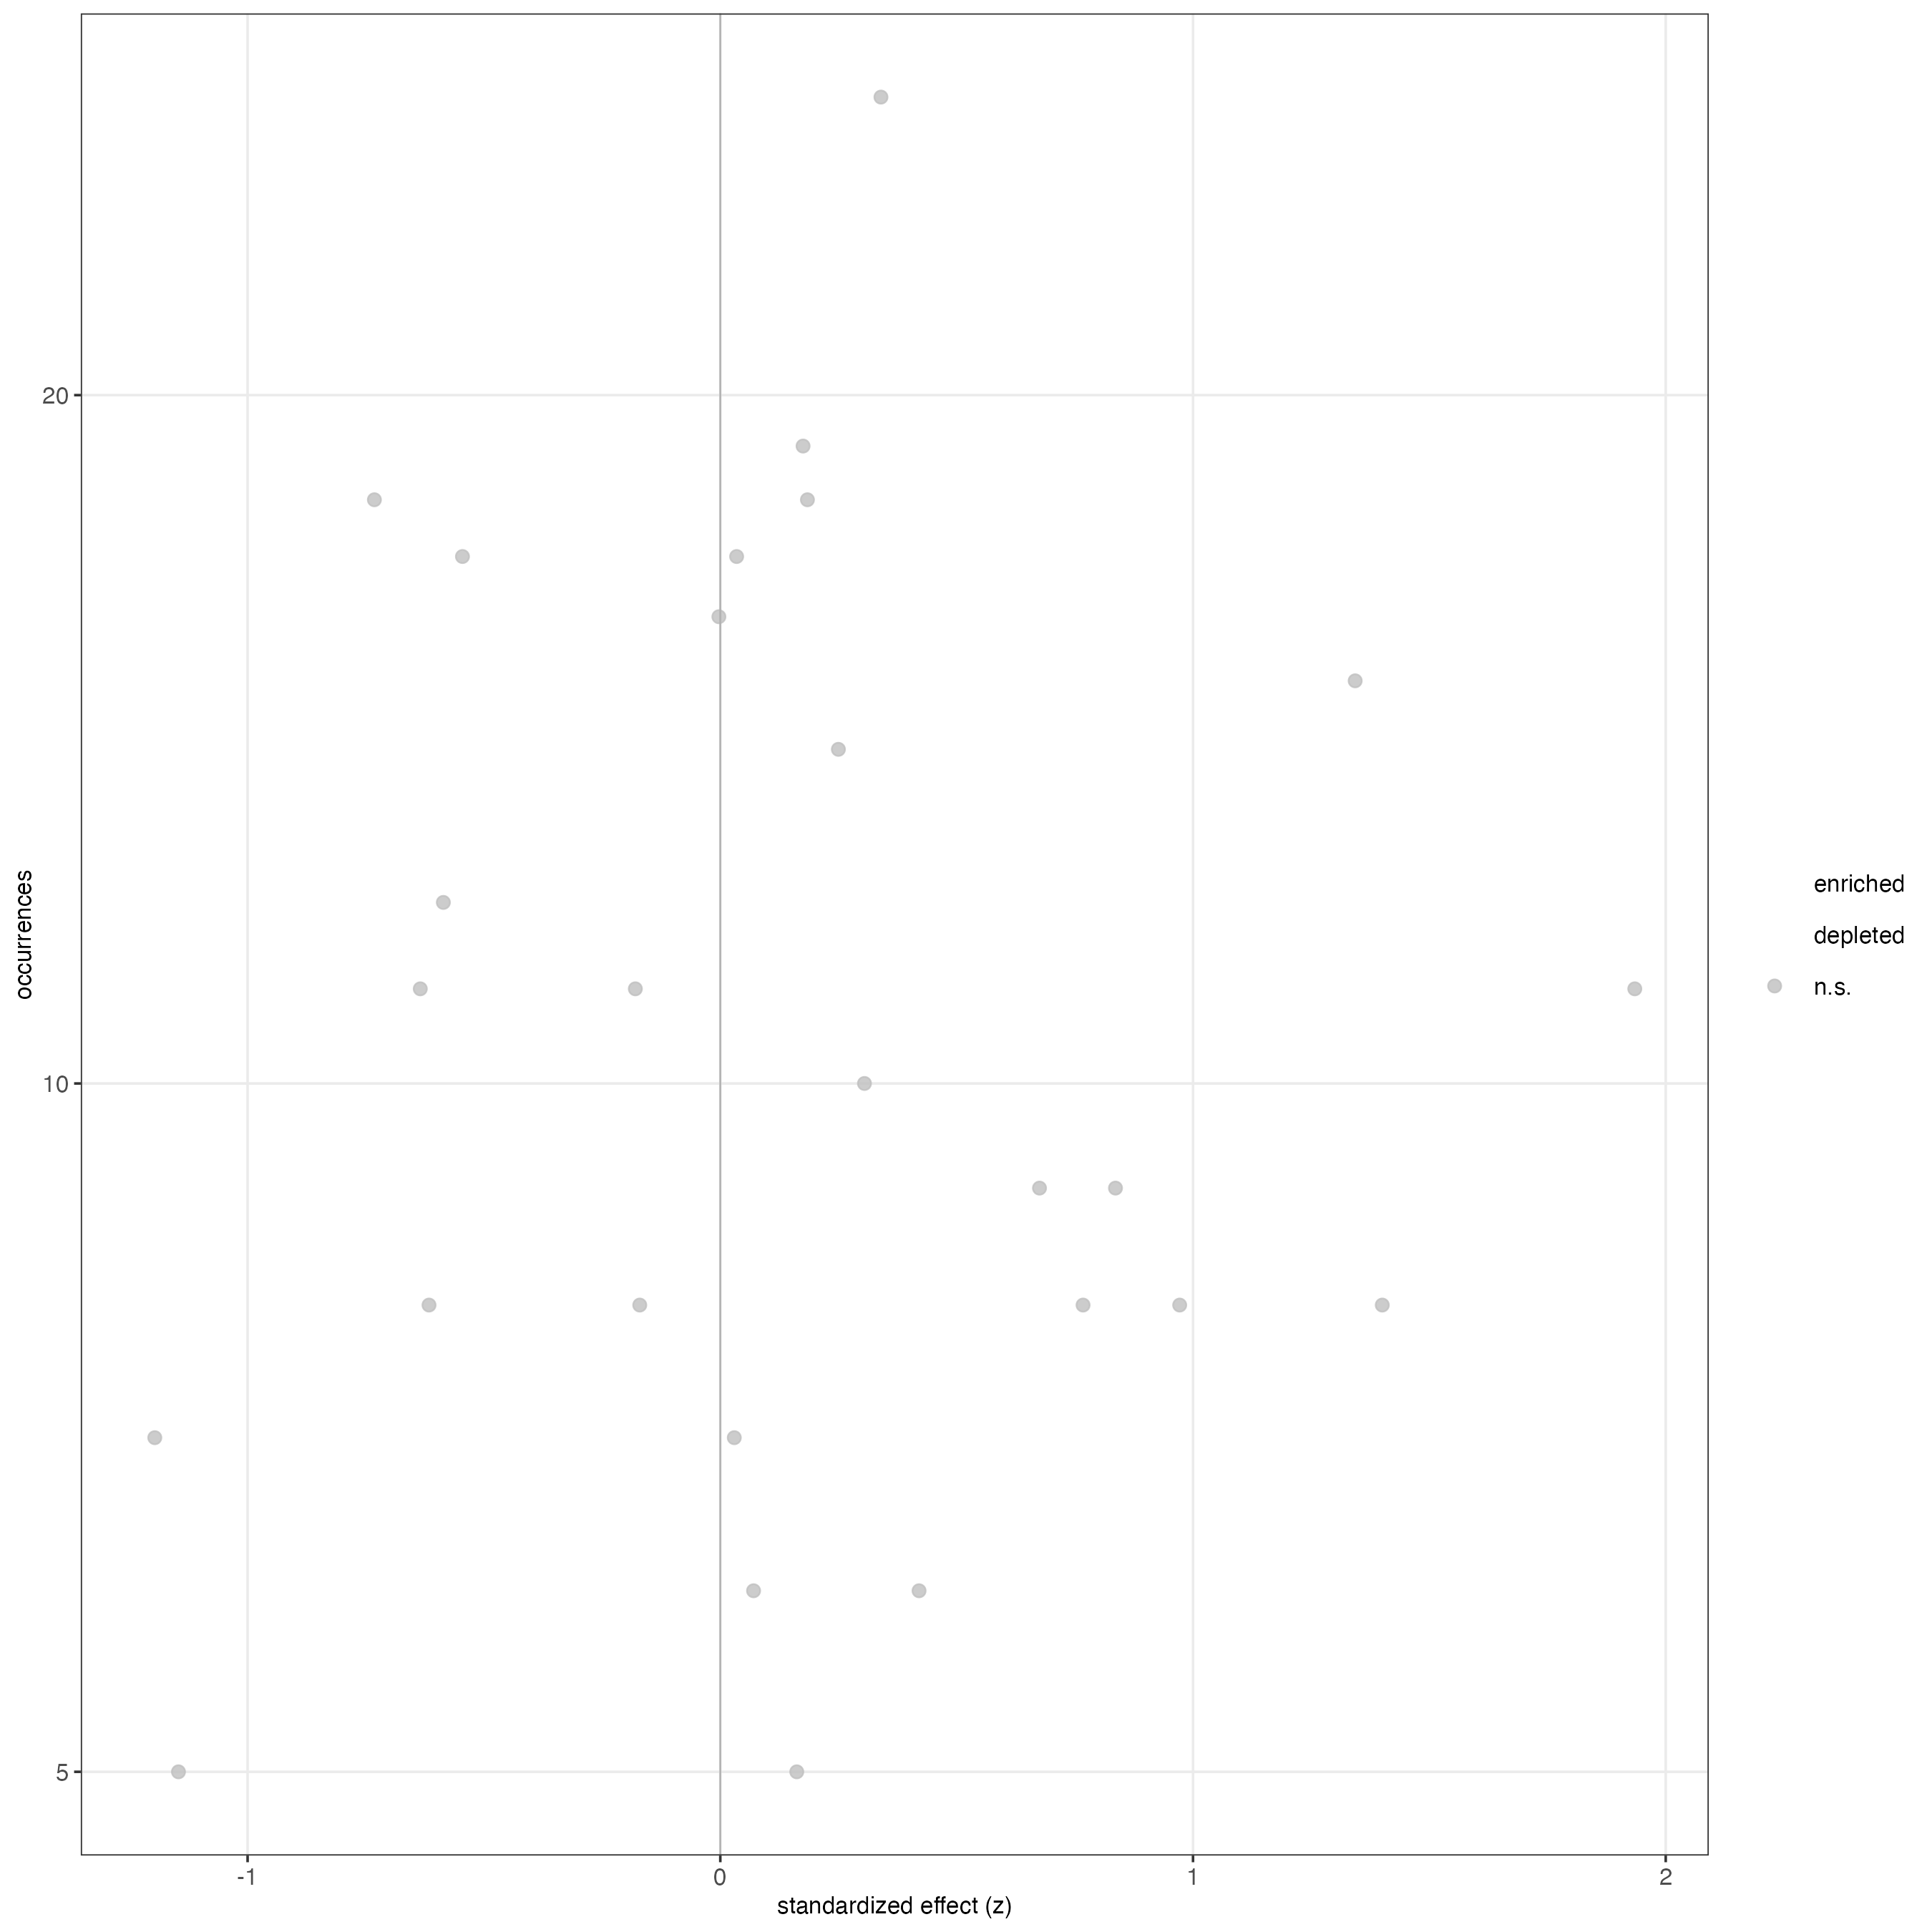 20
10
5
occurrences
-1 0 1 2
standardized effect (z)
enriched
depleted
n.s.